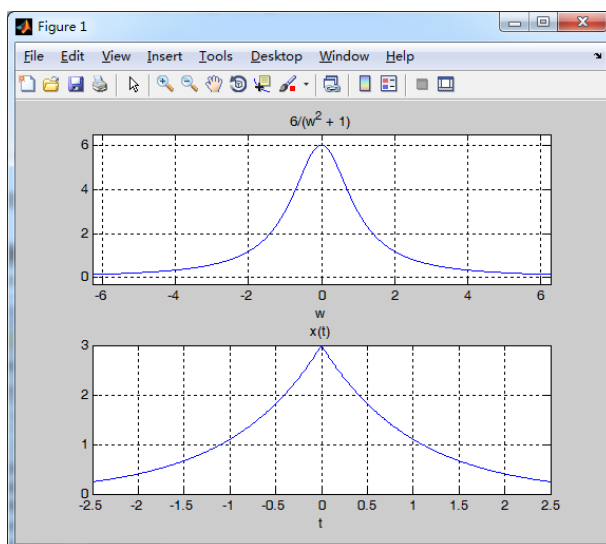 Figure 1
File Edit View Insert Tools Desktop Window Help
6/(w² + 1)
6
4
2
0
-6 -4 -2 0 2 4 6
w
x(t)
3
2
1
0
-2.5 -2 -1.5 -1 -0.5 0 0.5 1 1.5 2 2.5
t